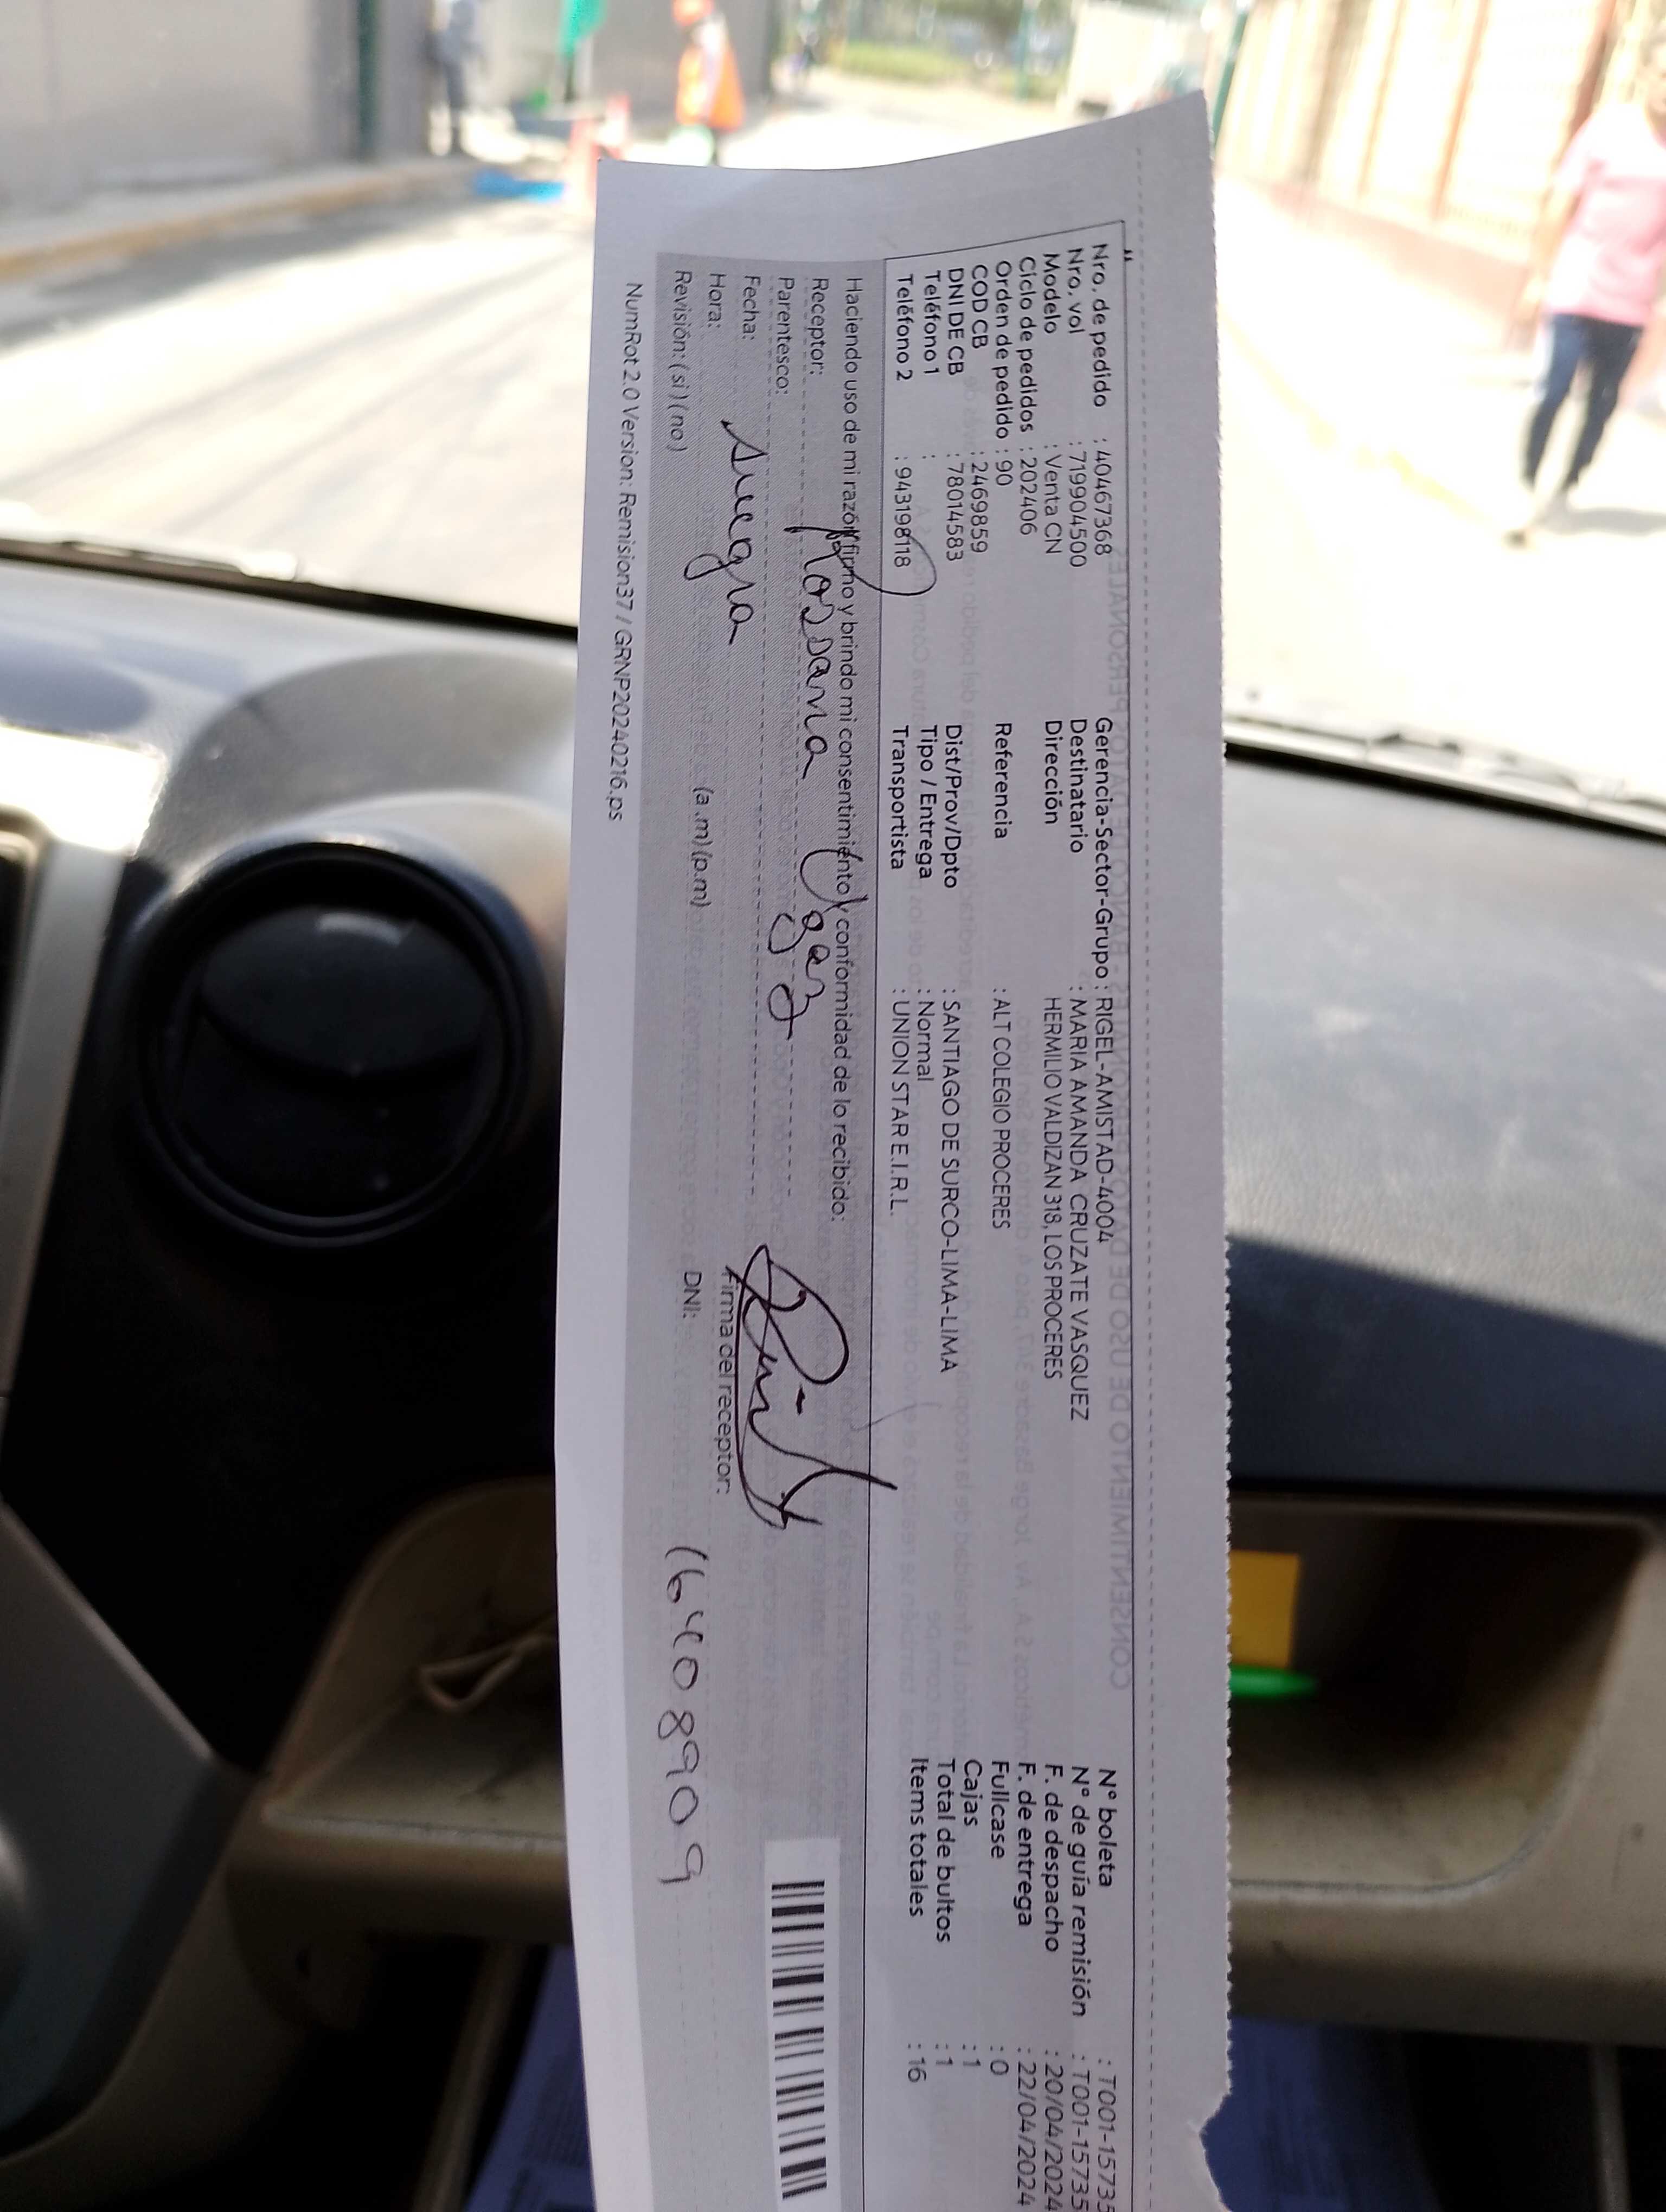 Nro. de pedido : 40467368
Nro. vol : 719904500
Modelo : Venta CN
Ciclo de pedidos : 202406
Orden de pedido : 90
COD CB : 2469859
DNI DE CB : 78014583
Teléfono 1 :
Teléfono 2 : 943198118
Gerencia-Sector-Grupo : RIGEL-AMISTAD-4004
Destinatario : MARIA AMANDA CRUZATE VASQUEZ
Dirección HERMILIO VALDIZAN 318, LOS PROCERES
Referencia : ALT COLEGIO PROCERES
Dist/Prov/Dpto : SANTIAGO DE SURCO-LIMA-LIMA
Tipo / Entrega : Normal
Transportista : UNION STAR E.I.R.L.
N° boleta : T001-15735
N° de guía remisión : T001-15735
F. de despacho : 20/04/2024
F. de entrega : 22/04/2024
Fullcase : 0
Cajas : 1
Total de bultos : 1
Items totales : 16
Haciendo uso de mi razón firmo y brindo mi consentimiento y conformidad de lo recibido:
Receptor: Rossana
Parentesco: suegra
Fecha:
Hora: (a.m) (p.m)
Revisión: ( si ) ( no )
Firma del receptor:
DNI: 16408909
NumRot 2.0 Version: Remision37 / GRNP20240216.ps